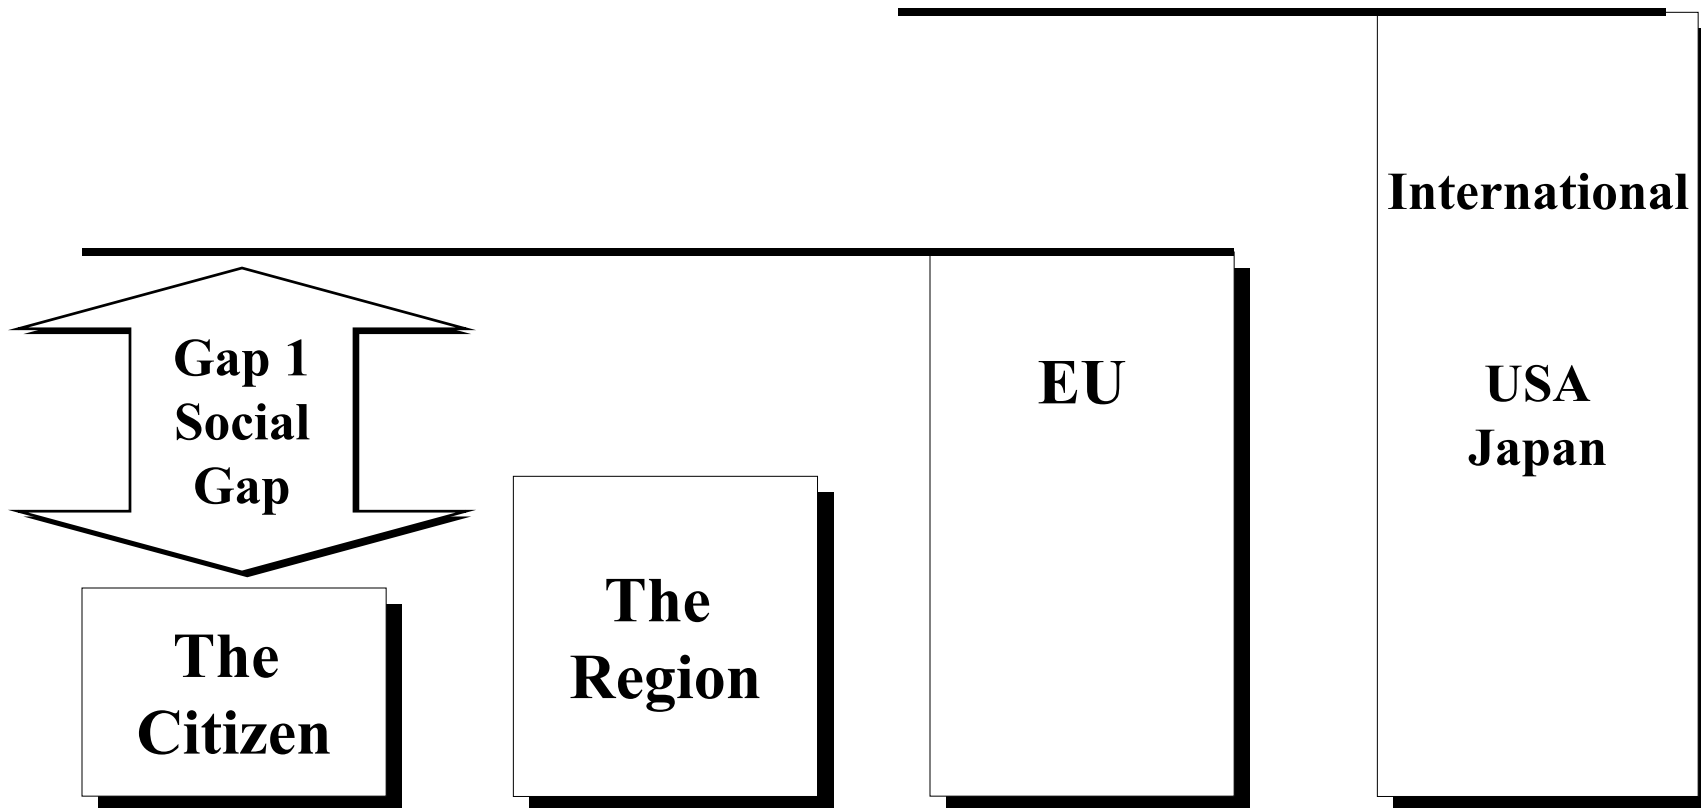 International
Gap 1
Social
Gap
EU
USA
Japan
The
Region
The
Citizen